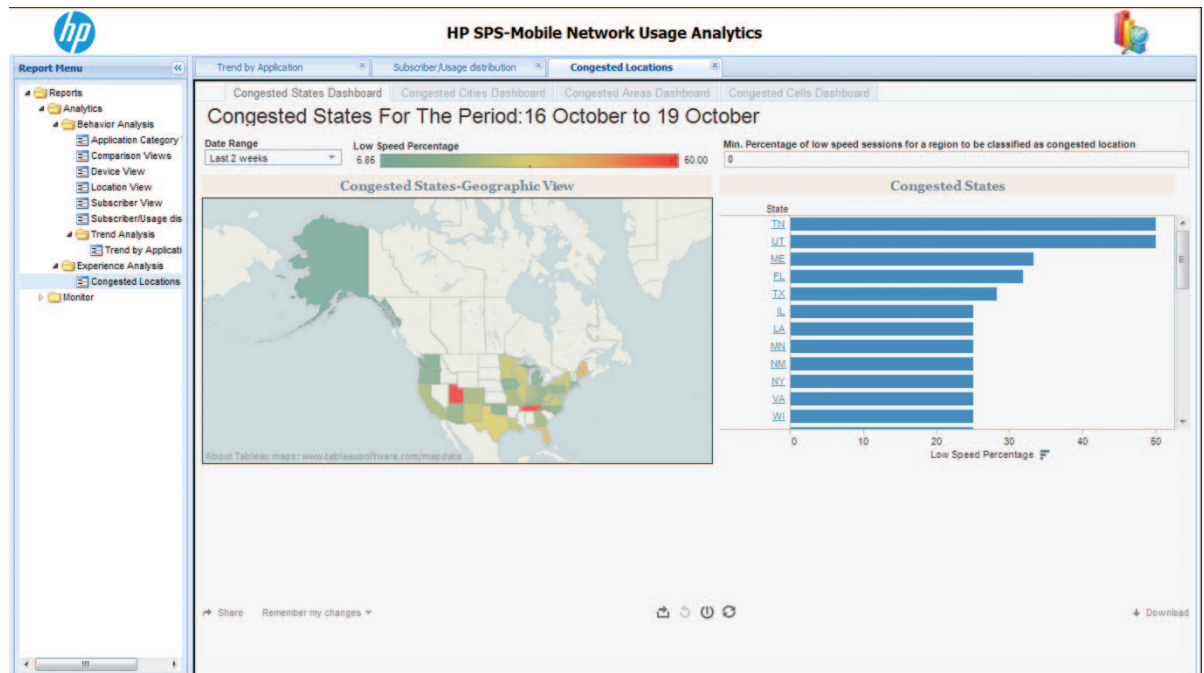 hp
HP SPS-Mobile Network Usage Analytics
Report Menu
Reports
Analytics
Behavior Analysis
Application Category
Comparison Views
Device View
Location View
Subscriber View
Subscriber/Usage dis
Trend Analysis
Trend by Applicati
Experience Analysis
Congested Locations
Monitor
Trend by Application
Subscriber/Usage distribution
Congested Locations
Congested States Dashboard
Congested Cities Dashboard
Congested Areas Dashboard
Congested Cells Dashboard
Congested States For The Period:16 October to 19 October
Date Range
Last 2 weeks
Low Speed Percentage
50.00
Min. Percentage of low speed sessions for a region to be classified as congested location
0
Congested States-Geographic View
About Tableau maps: www.tableausoftware.com/mapdata
Congested States
State
TN
UT
ME
FL
TX
IL
LA
MN
NM
NY
VA
WI
0 10 20 30 40 50
Low Speed Percentage
Share
Remember my changes
Download